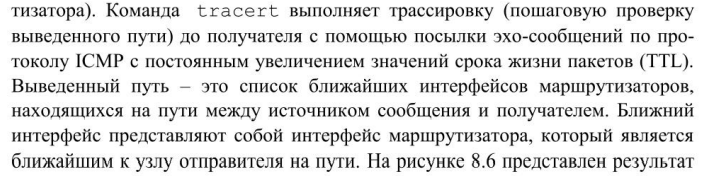 тизатора). Команда tracert выполняет трассировку (пошаговую проверку
выведенного пути) до получателя с помощью посылки эхо-сообщений по про-
токолу ICMP с постоянным увеличением значений срока жизни пакетов (TTL).
Выведенный путь – это список ближайших интерфейсов маршрутизаторов,
находящихся на пути между источником сообщения и получателем. Ближний
интерфейс представляют собой интерфейс маршрутизатора, который является
ближайшим к узлу отправителя на пути. На рисунке 8.6 представлен результат